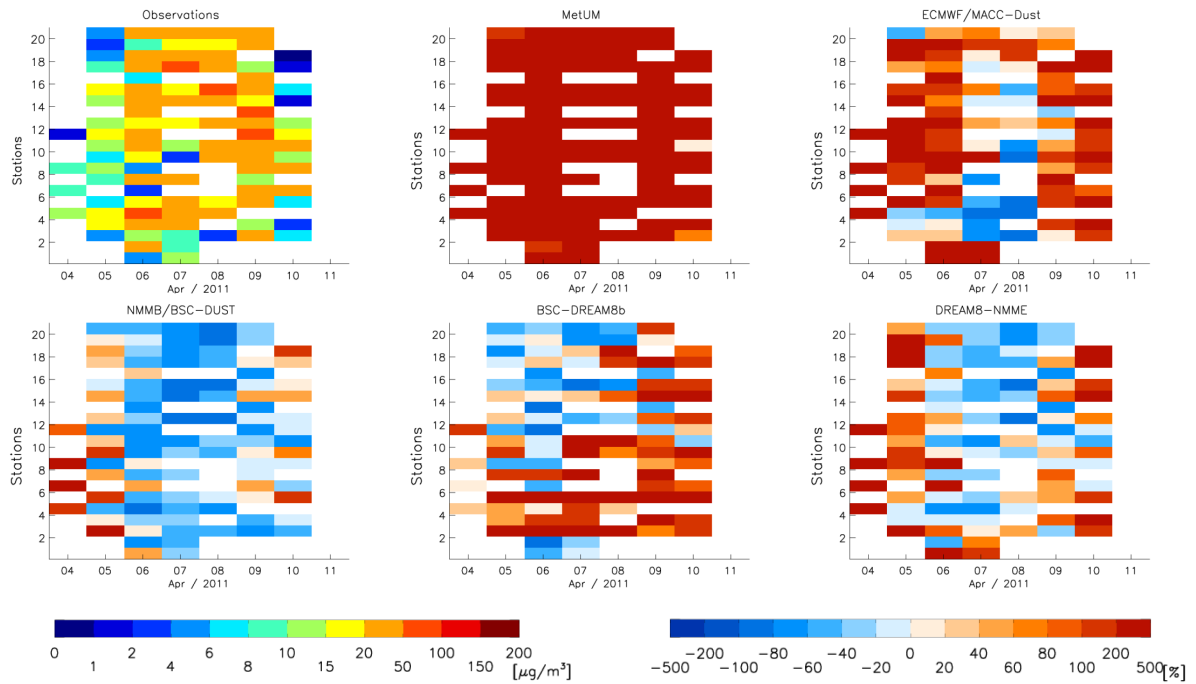 Observations
MetUM
ECMWF/MACC-Dust
20
18
16
14
12
10
8
6
4
2
Stations
04 05 06 07 08 09 10 11
Apr / 2011
20
18
16
14
12
10
8
6
4
2
Stations
04 05 06 07 08 09 10 11
Apr / 2011
20
18
16
14
12
10
8
6
4
2
Stations
04 05 06 07 08 09 10 11
Apr / 2011
NMMB/BSC-DUST
BSC-DREAM8b
DREAM8-NMME
20
18
16
14
12
10
8
6
4
2
Stations
04 05 06 07 08 09 10 11
Apr / 2011
20
18
16
14
12
10
8
6
4
2
Stations
04 05 06 07 08 09 10 11
Apr / 2011
20
18
16
14
12
10
8
6
4
2
Stations
04 05 06 07 08 09 10 11
Apr / 2011
0 2 6 10 20 100 200
1 4 8 15 50 150 [μg/m³]
-200 -80 -40 0 40 80 200
-500 -100 -60 -20 20 60 100 500[%]